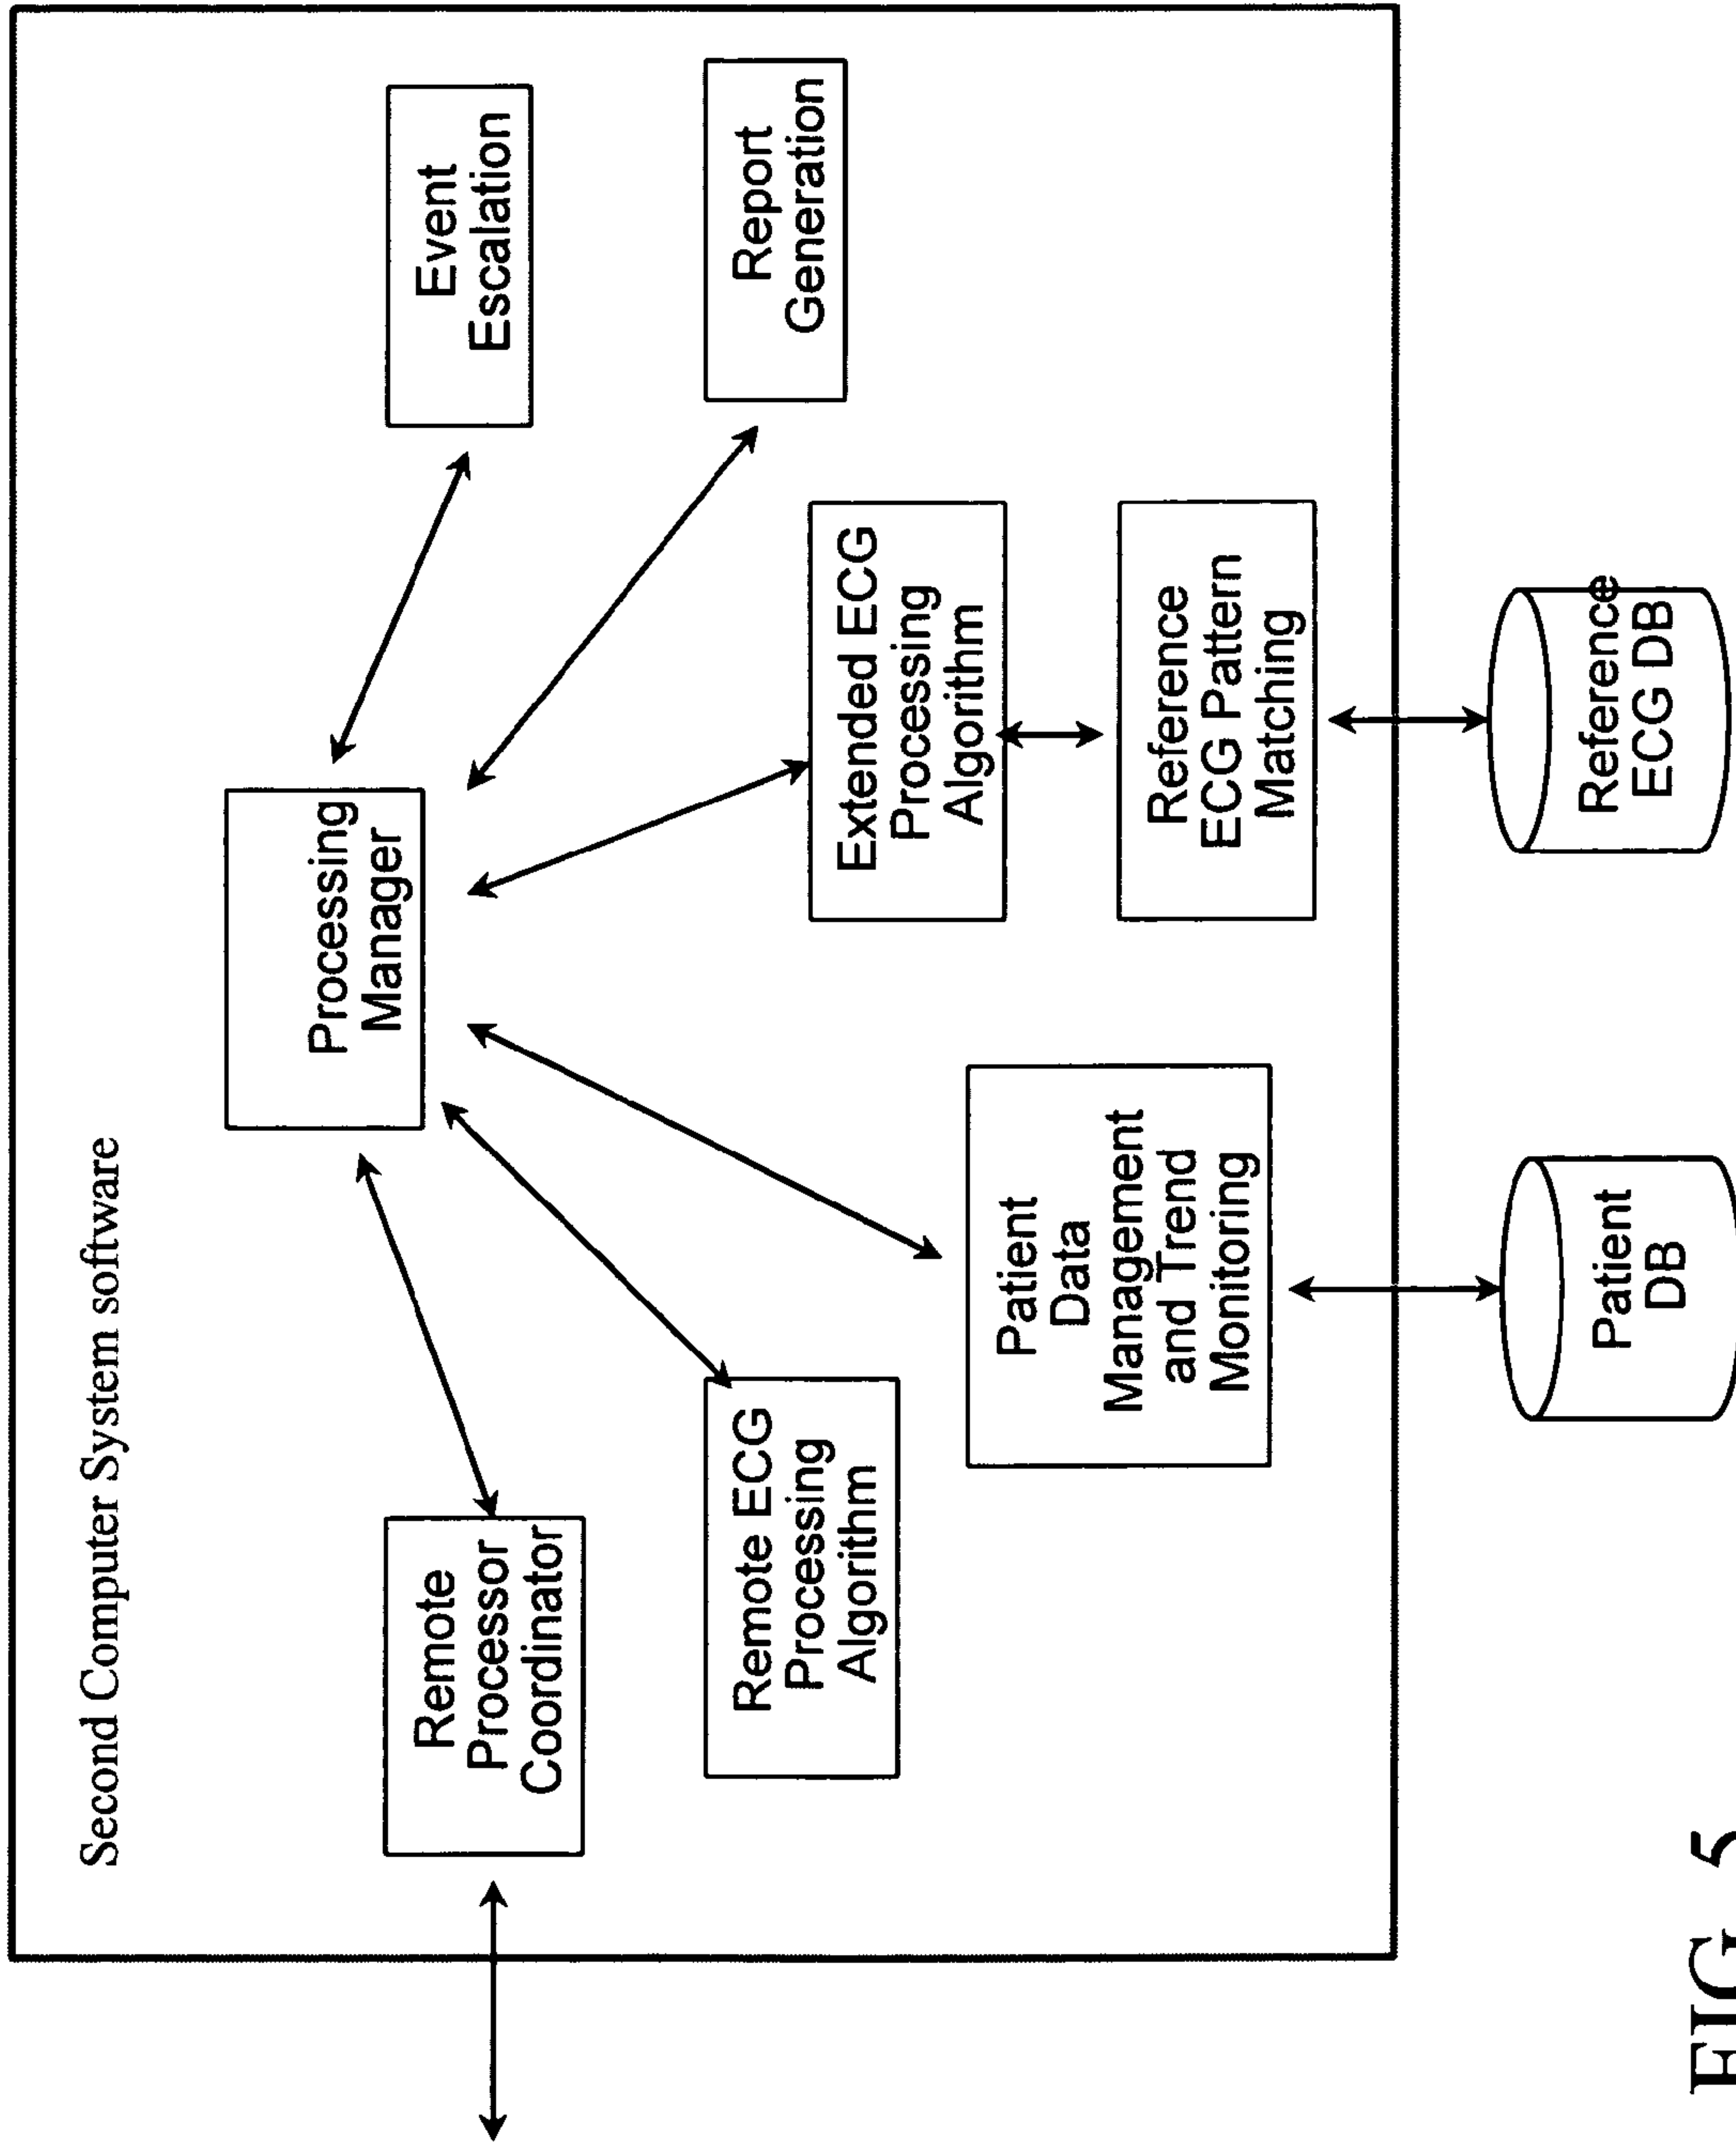 Second Computer System software
Processing
Manager
Remote
Processor
Coordinator
Event
Escalation
Remote ECG
Processing
Algorithm
Report
Generation
Patient
Data
Management
and Trend
Monitoring
Extended ECG
Processing
Algorithm
Reference
ECG Pattern
Matching
Patient
DB
Reference
ECG DB
FIG. 5